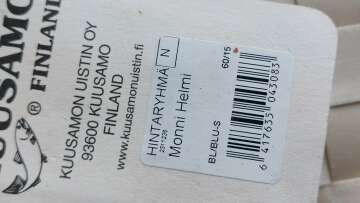 KUUSAMO
FINLAND
®
KUUSAMON UISTIN OY
93600 KUUSAMO
FINLAND
www.kuusamonuistin.fi
HINTARYHMÄ N
Monni Helmi
BL/BLU-S
60/15
6 417635 043083